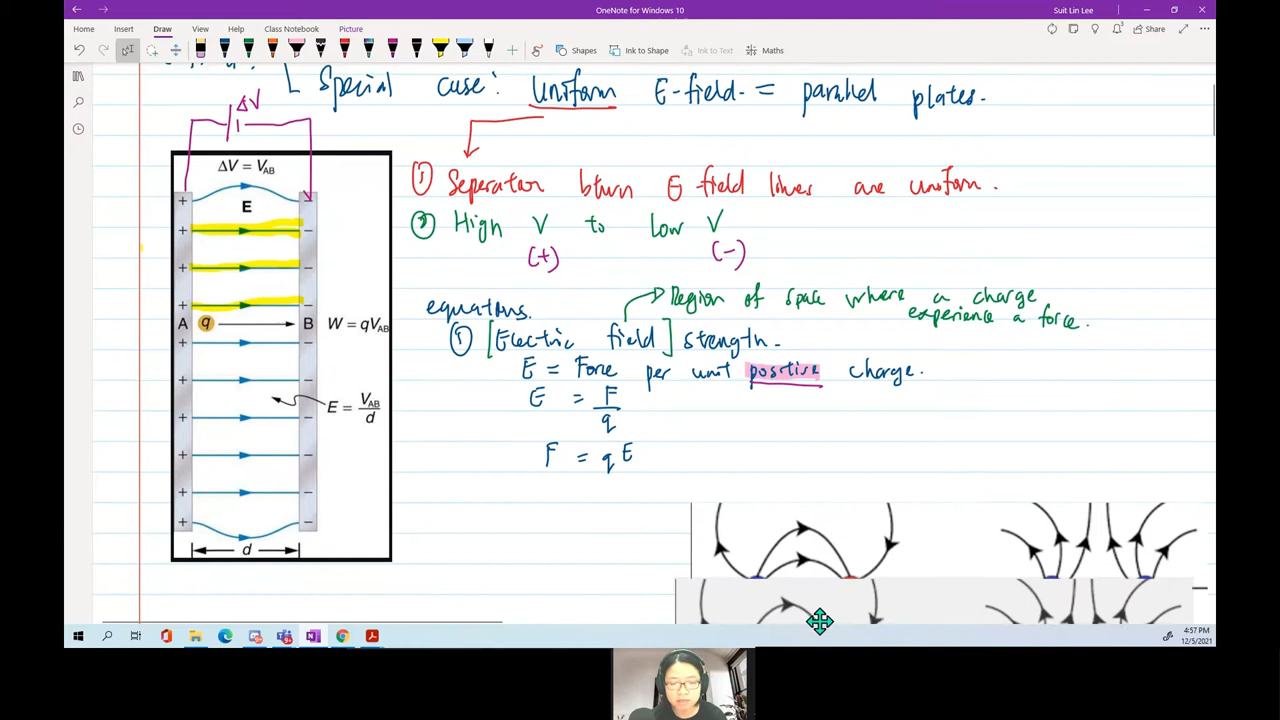 OneNote for Windows 10
Suit Lin Lee
Home Insert Draw View Help Class Notebook Picture
Share
Shapes Ink to Shape Ink to Text Maths
Special case: Uniform E-field = parallel plates.
ΔV
ΔV = VAB
E
+ −
+ −
+ −
+ −
A q B W = qVAB
+ −
+ −
E = VAB/d
+ −
+ −
+ −
+ −
d
① Seperation btwn E field lines are uniform.
② High V to low V
(+) (−)
equations.
Region of space where a charge
experience a force.
① [Electric field] strength.
E = Force per unit positive charge.
E = F/q
F = qE
4:57 PM
12/5/2021